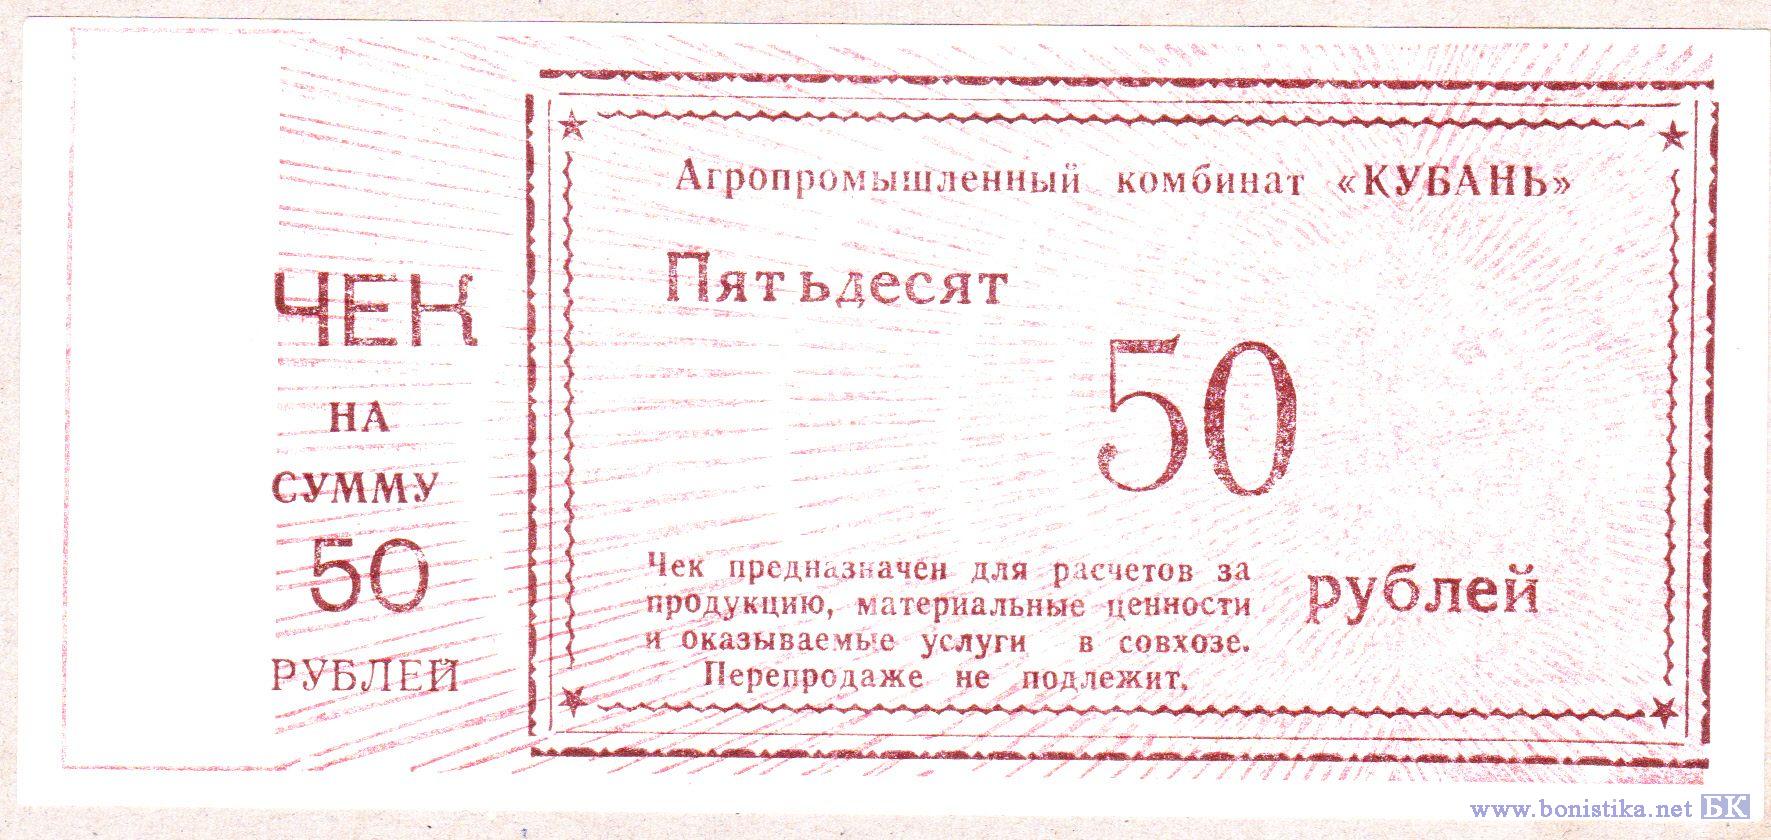 ЧЕК
НА
СУММУ
50
РУБЛЕЙ
Агропромышленный комбинат «КУБАНЬ»
Пятьдесят
50
рублей
Чек предназначен для расчетов за
продукцию, материальные ценности
и оказываемые услуги в совхозе.
Перепродаже не подлежит.
www.bonistika.net БК